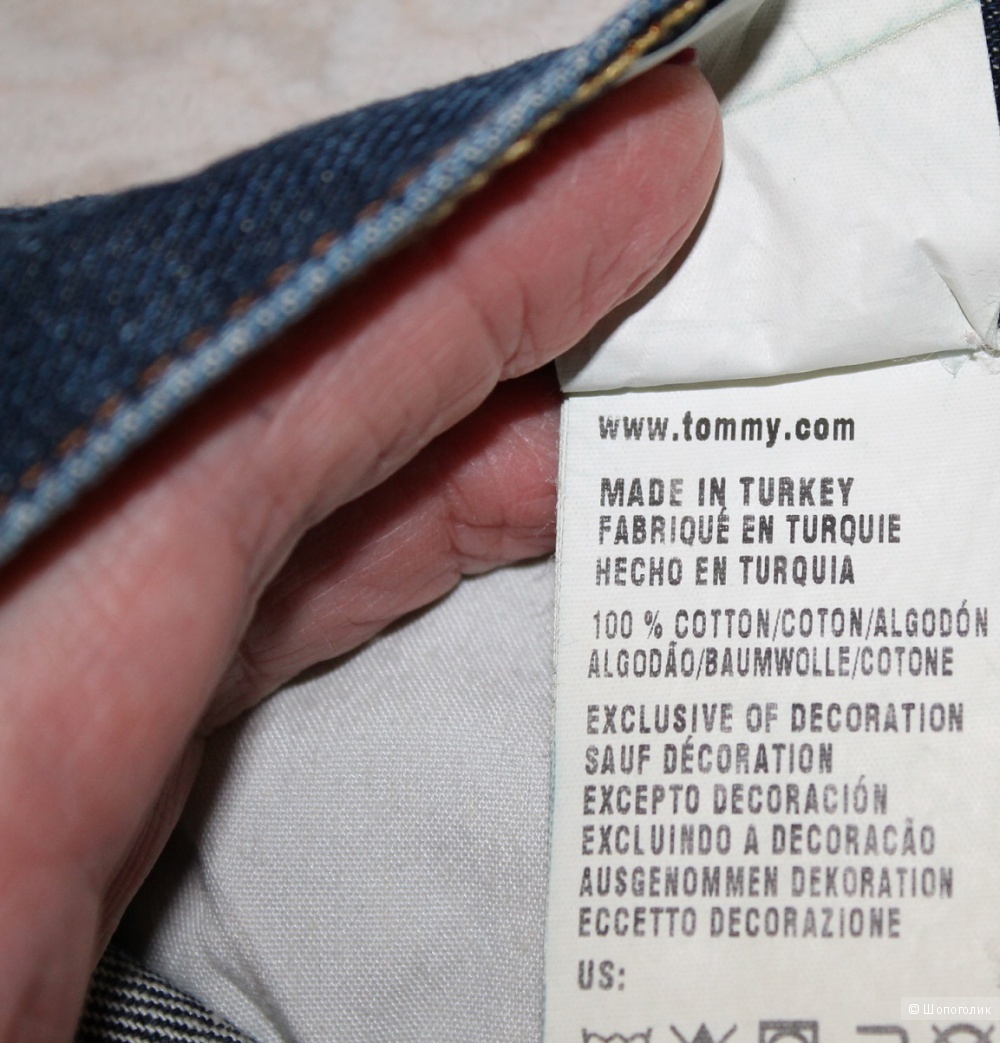 www.tommy.com
MADE IN TURKEY
FABRIQUÉ EN TURQUIE
HECHO EN TURQUIA
100 % COTTON/COTON/ALGODÓN
ALGODÃO/BAUMWOLLE/COTONE
EXCLUSIVE OF DECORATION
SAUF DÉCORATION
EXCEPTO DECORACIÓN
EXCLUINDO A DECORACÃO
AUSGENOMMEN DEKORATION
ECCETTO DECORAZIONE
US:
© Шопоголик